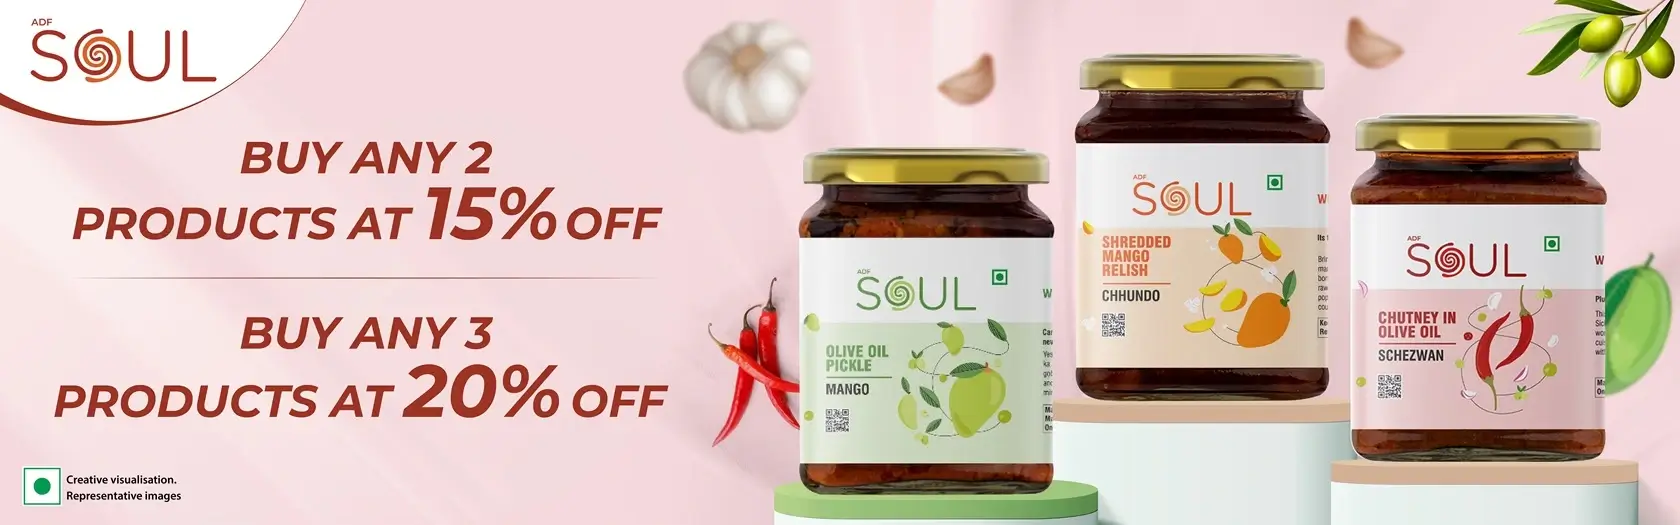 ADF
SOUL
BUY ANY 2
PRODUCTS AT 15% OFF
BUY ANY 3
PRODUCTS AT 20% OFF
Creative visualisation.
Representative images
ADF
SOUL
OLIVE OIL
PICKLE
MANGO
ADF
SOUL
SHREDDED
MANGO
RELISH
CHHUNDO
ADF
SOUL
CHUTNEY IN
OLIVE OIL
SCHEZWAN